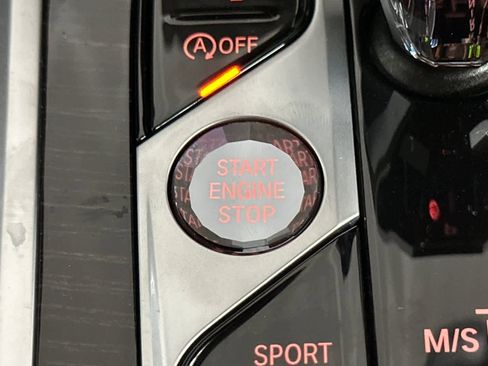 A OFF
START
ENGINE
STOP
SPORT
M/S